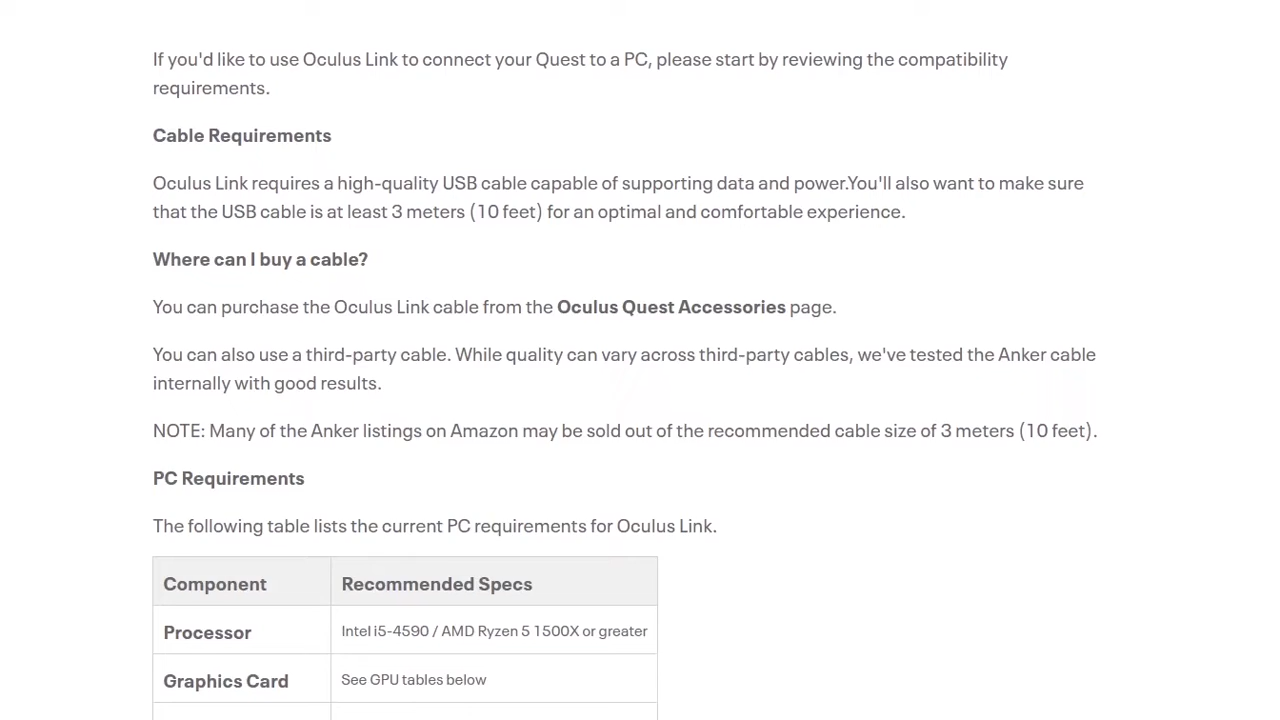 If you'd like to use Oculus Link to connect your Quest to a PC, please start by reviewing the compatibility
requirements.
Cable Requirements
Oculus Link requires a high-quality USB cable capable of supporting data and power.You'll also want to make sure
that the USB cable is at least 3 meters (10 feet) for an optimal and comfortable experience.
Where can I buy a cable?
You can purchase the Oculus Link cable from the Oculus Quest Accessories page.
You can also use a third-party cable. While quality can vary across third-party cables, we've tested the Anker cable
internally with good results.
NOTE: Many of the Anker listings on Amazon may be sold out of the recommended cable size of 3 meters (10 feet).
PC Requirements
The following table lists the current PC requirements for Oculus Link.
Component Recommended Specs
Processor Intel i5-4590 / AMD Ryzen 5 1500X or greater
Graphics Card See GPU tables below